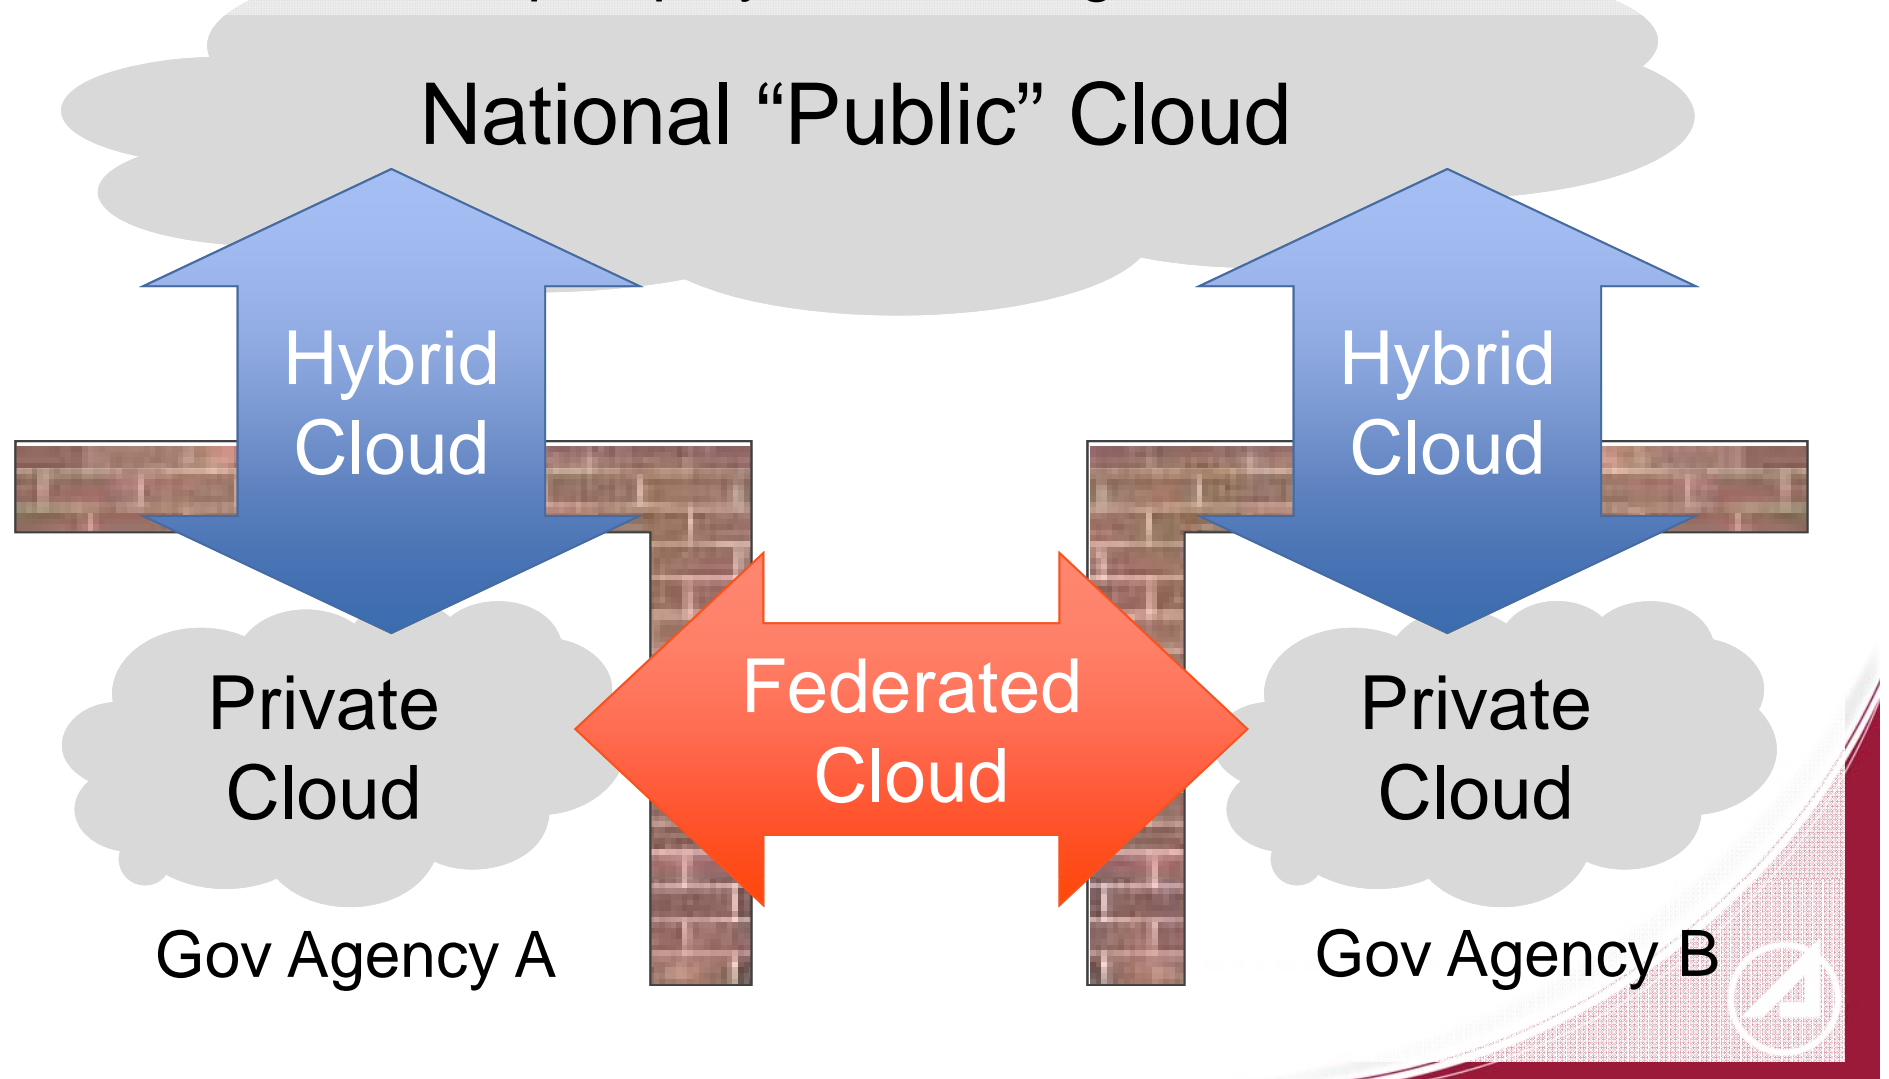 National “Public” Cloud
Hybrid
Cloud
Hybrid
Cloud
Federated
Cloud
Private
Cloud
Private
Cloud
Gov Agency A
Gov Agency B